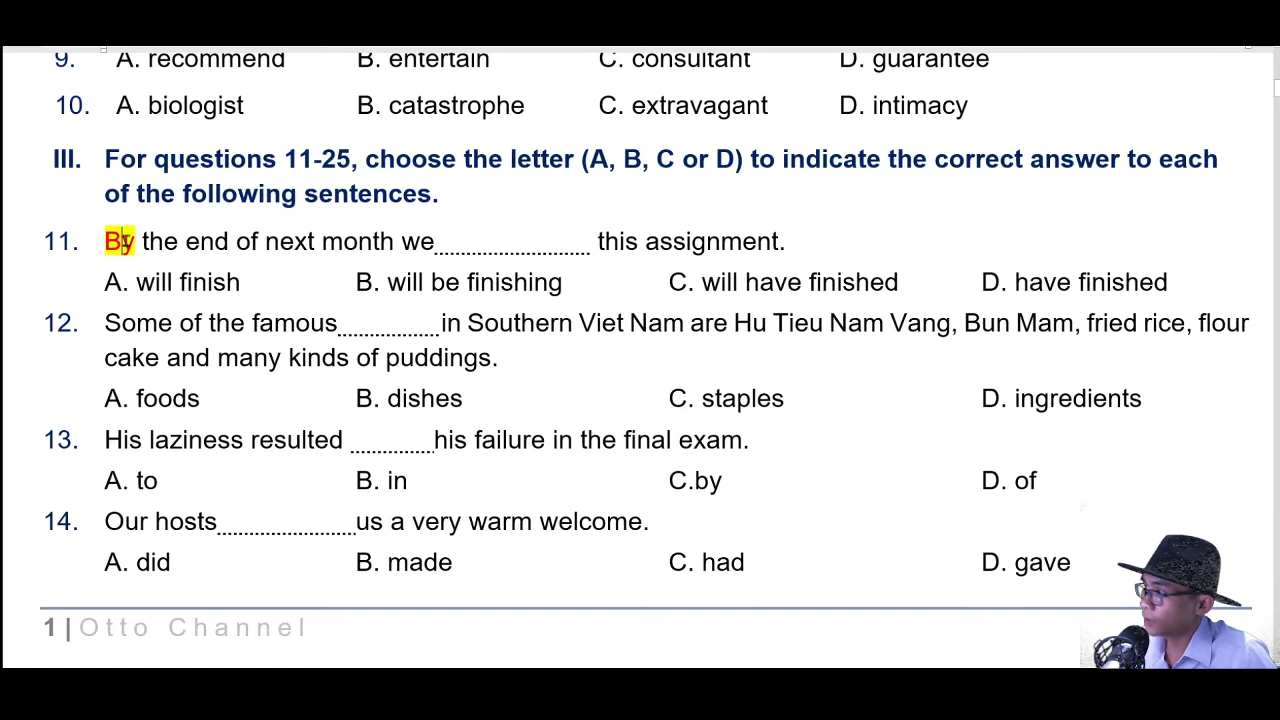 9. A. recommend B. entertain C. consultant D. guarantee
10. A. biologist B. catastrophe C. extravagant D. intimacy
III. For questions 11-25, choose the letter (A, B, C or D) to indicate the correct answer to each
of the following sentences.
11. By the end of next month we...................... this assignment.
A. will finish B. will be finishing C. will have finished D. have finished
12. Some of the famous..............in Southern Viet Nam are Hu Tieu Nam Vang, Bun Mam, fried rice, flour
cake and many kinds of puddings.
A. foods B. dishes C. staples D. ingredients
13. His laziness resulted ............his failure in the final exam.
A. to B. in C.by D. of
14. Our hosts....................us a very warm welcome.
A. did B. made C. had D. gave
1 | Otto Channel